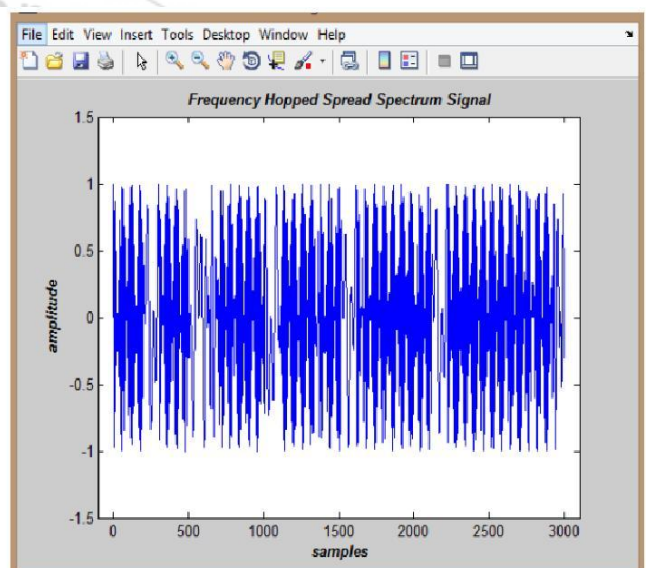 File Edit View Insert Tools Desktop Window Help
Frequency Hopped Spread Spectrum Signal
1.5
1
0.5
0
-0.5
-1
-1.5
amplitude
0 500 1000 1500 2000 2500 3000
samples